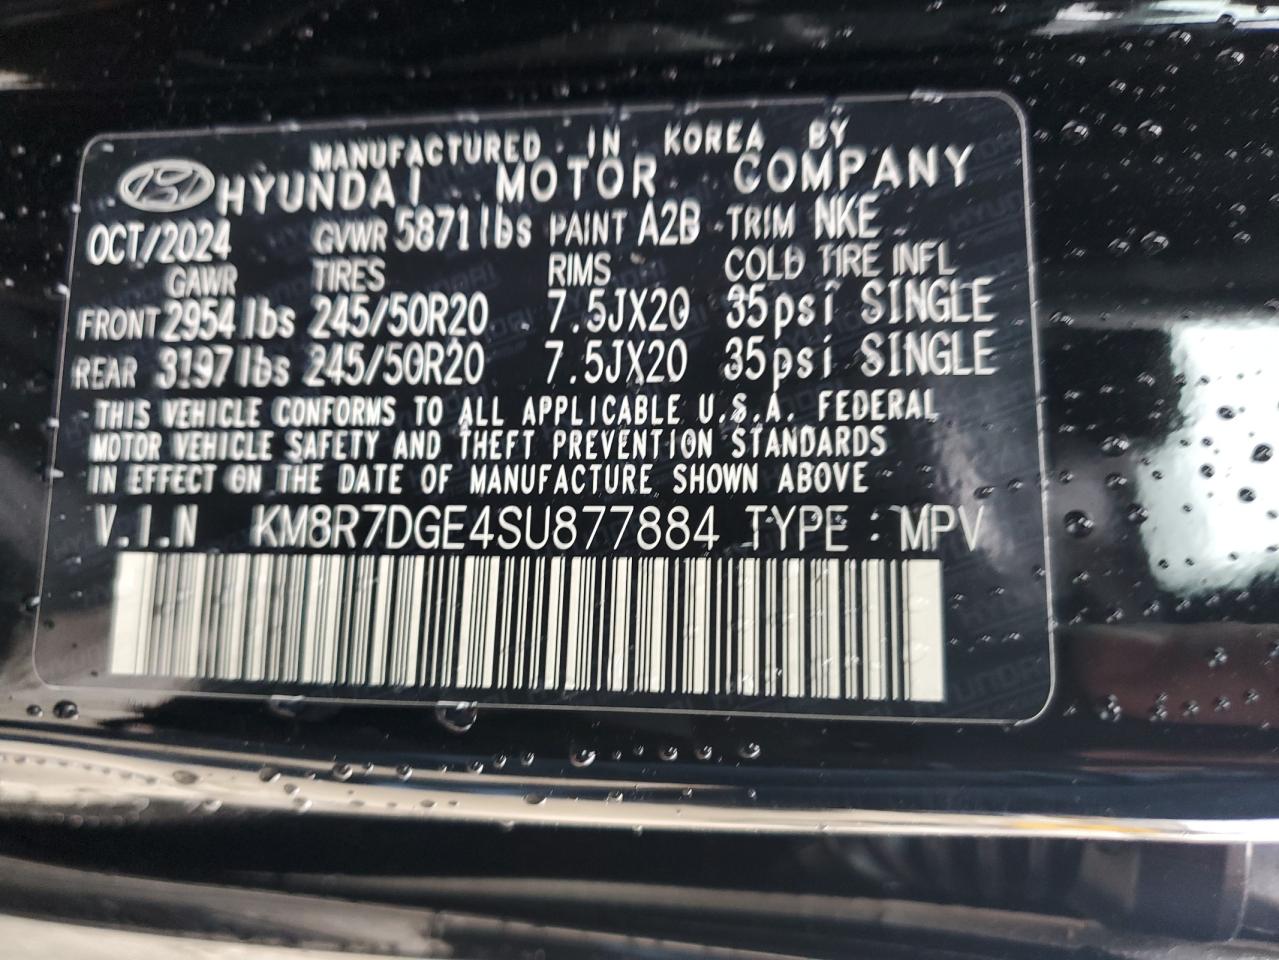 MANUFACTURED IN KOREA BY
HYUNDAI MOTOR COMPANY
OCT/2024 GVWR 5871lbs PAINT A2B TRIM NKE
GAWR TIRES RIMS COLD TIRE INFL
FRONT 2954lbs 245/50R20 7.5JX20 35psi SINGLE
REAR 3197lbs 245/50R20 7.5JX20 35psi SINGLE
THIS VEHICLE CONFORMS TO ALL APPLICABLE U.S.A. FEDERAL
MOTOR VEHICLE SAFETY AND THEFT PREVENTION STANDARDS
IN EFFECT ON THE DATE OF MANUFACTURE SHOWN ABOVE
V.I.N KM8R7DGE4SU877884 TYPE : MPV